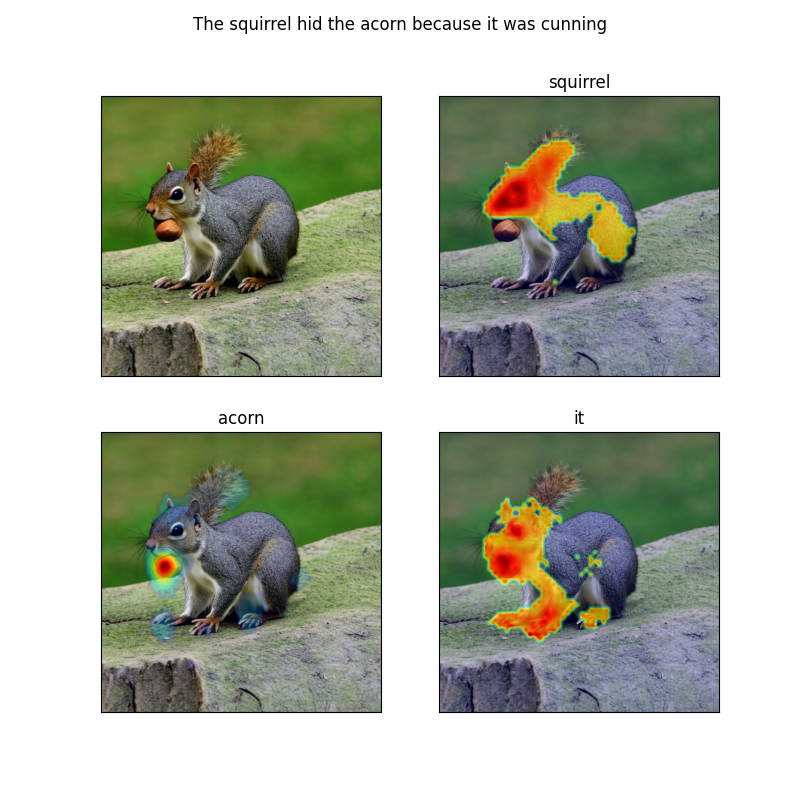 The squirrel hid the acorn because it was cunning
squirrel
acorn
it